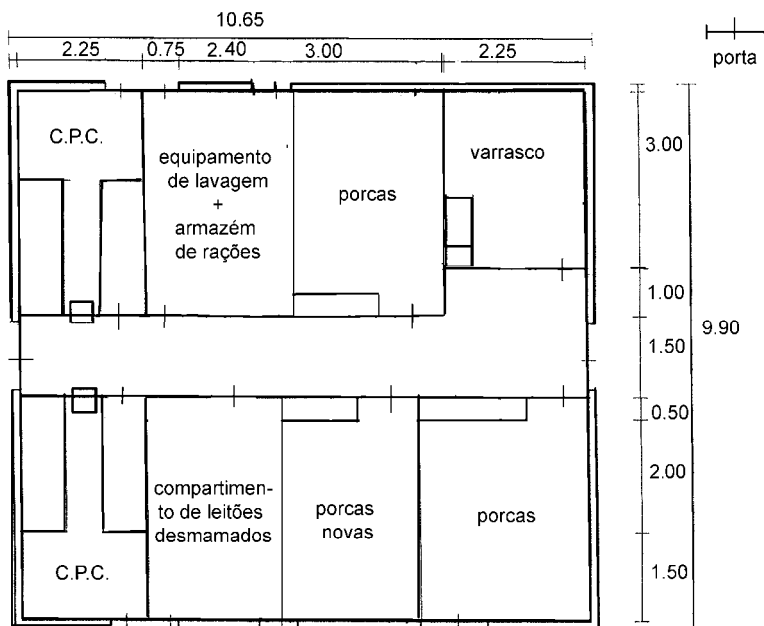 10.65
2.25 0.75 2.40 3.00 2.25
porta
C.P.C.
equipamento
de lavagem
+
armazém
de rações
porcas
varrasco
3.00
1.00
9.90
1.50
0.50
2.00
1.50
compartimen-
to de leitões
desmamados
porcas
novas
porcas
C.P.C.